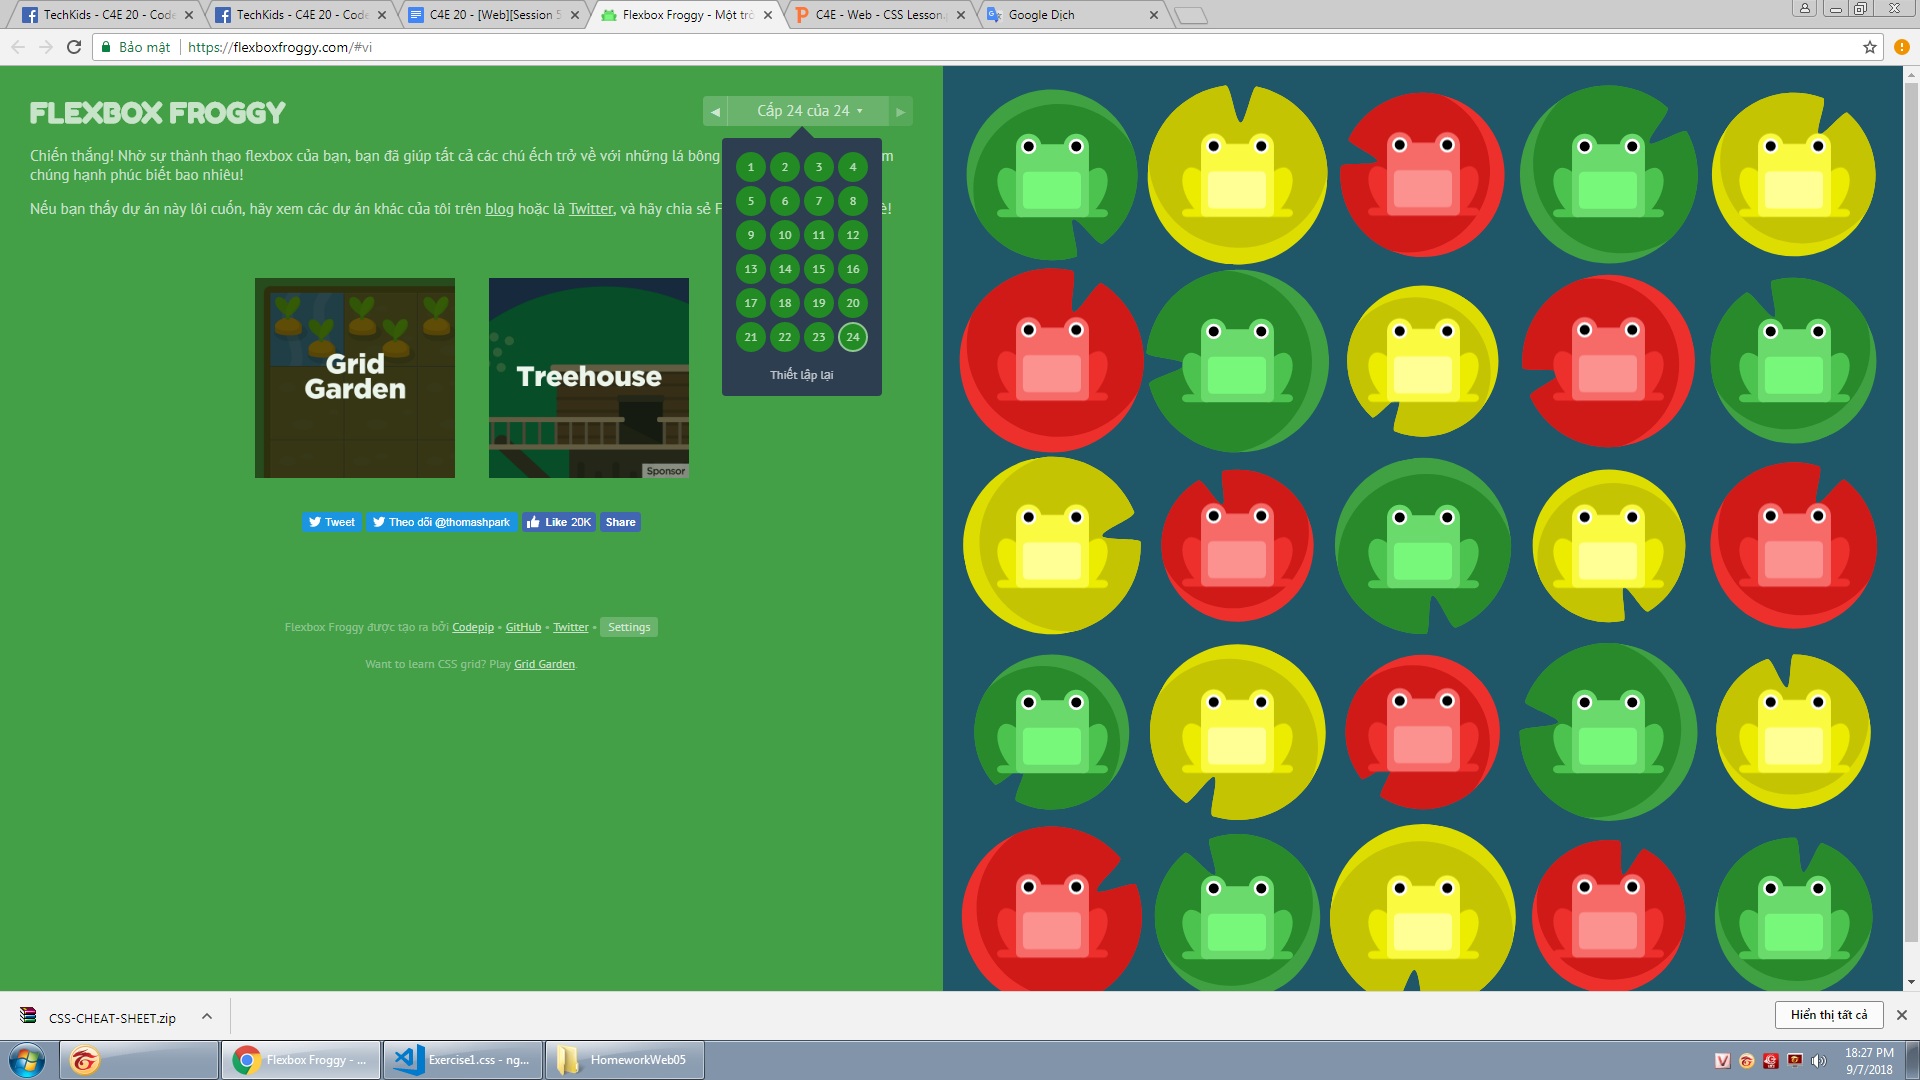 TechKids - C4E 20 - Code
TechKids - C4E 20 - Code
C4E 20 - [Web][Session 5
Flexbox Froggy - Một trò
C4E - Web - CSS Lesson.p
Google Dịch
Bảo mật
https://flexboxfroggy.com/#vi
FLEXBOX FROGGY
Cấp 24 của 24
Chiến thắng! Nhờ sự thành thạo flexbox của bạn, bạn đã giúp tất cả các chú ếch trở về với những lá bông
chúng hạnh phúc biết bao nhiêu!
Nếu bạn thấy dự án này lôi cuốn, hãy xem các dự án khác của tôi trên blog hoặc là Twitter, và hãy chia sẻ F
1 2 3 4
5 6 7 8
9 10 11 12
13 14 15 16
17 18 19 20
21 22 23 24
Thiết lập lại
Grid
Garden
Treehouse
Sponsor
Tweet
Theo dõi @thomashpark
Like 20K
Share
Flexbox Froggy được tạo ra bởi Codepip • GitHub • Twitter • Settings
Want to learn CSS grid? Play Grid Garden.
CSS-CHEAT-SHEET.zip
Hiển thị tất cả
Flexbox Froggy - ...
Exercise1.css - ng...
HomeworkWeb05
18:27 PM
9/7/2018